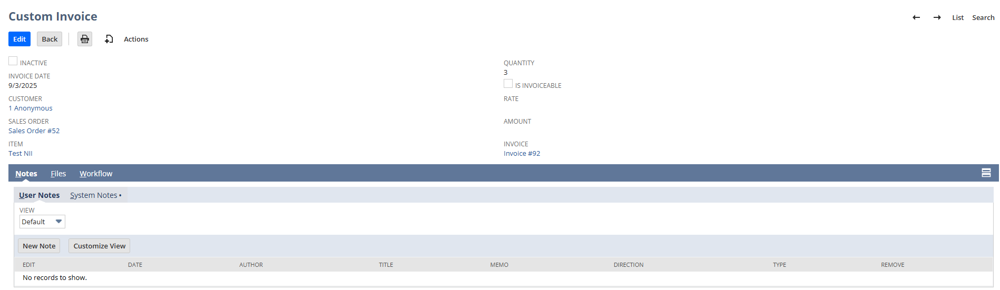 Custom Invoice
List Search
Edit Back Actions
INACTIVE
INVOICE DATE
9/3/2025
CUSTOMER
1 Anonymous
SALES ORDER
Sales Order #52
ITEM
Test NII
QUANTITY
3
IS INVOICEABLE
RATE
AMOUNT
INVOICE
Invoice #92
Notes Files Workflow
User Notes System Notes •
VIEW
Default
New Note Customize View
EDIT DATE AUTHOR TITLE MEMO DIRECTION TYPE REMOVE
No records to show.